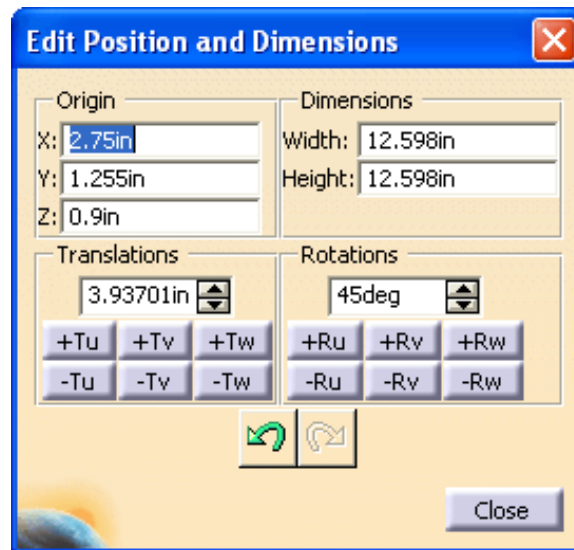 Edit Position and Dimensions
Origin
X: 2.75in
Y: 1.255in
Z: 0.9in
Dimensions
Width: 12.598in
Height: 12.598in
Translations
3.93701in
+Tu +Tv +Tw
-Tu -Tv -Tw
Rotations
45deg
+Ru +Rv +Rw
-Ru -Rv -Rw
Close